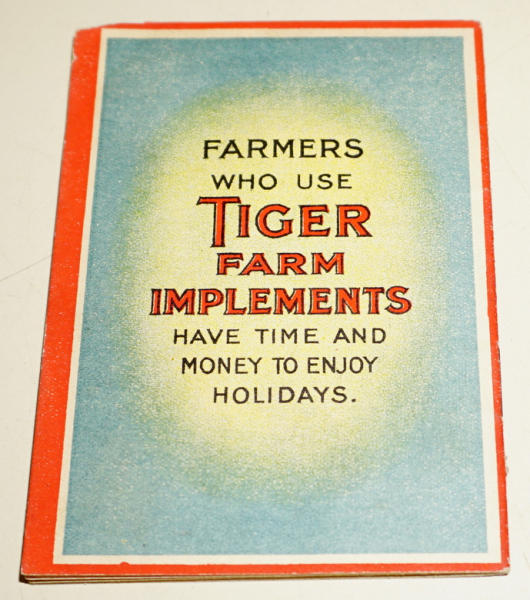 FARMERS
WHO USE
TIGER
FARM
IMPLEMENTS
HAVE TIME AND
MONEY TO ENJOY
HOLIDAYS.